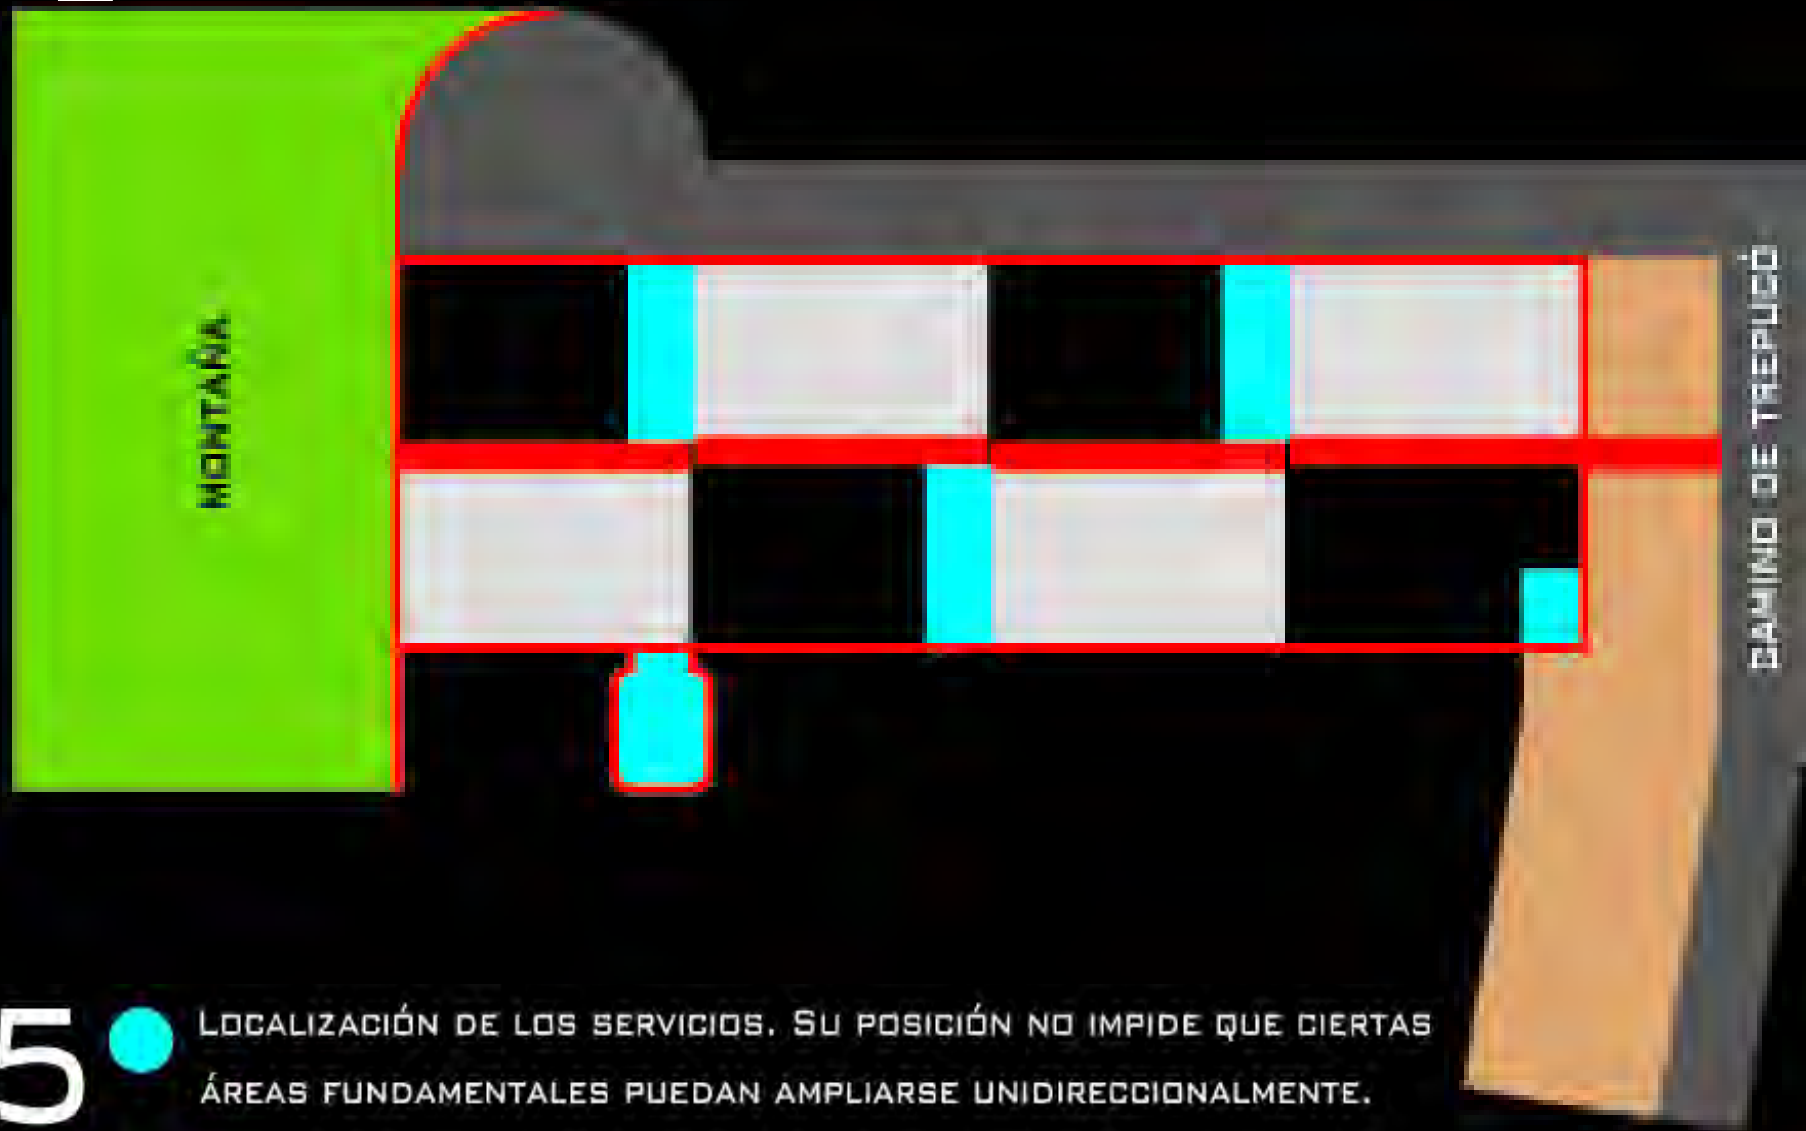 MONTAÑA
CAMINO DE TREPUCÓ
5
LOCALIZACIÓN DE LOS SERVICIOS. SU POSICIÓN NO IMPIDE QUE CIERTAS
ÁREAS FUNDAMENTALES PUEDAN AMPLIARSE UNIDIRECCIONALMENTE.